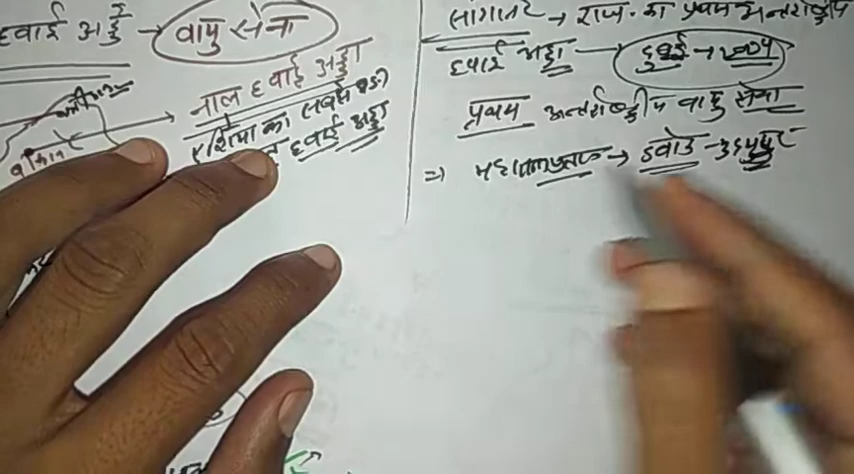 हवाई अड्डे → वायु सेना
नाल हवाई अड्डा
एशिया का सबसे बड़ा
हवाई अड्डा
सांगानेर → राज. का प्रथम अन्तर्राष्ट्रीय
हवाई अड्डा → दुबई →
प्रथम अन्तर्राष्ट्रीय वायु सेवा
⇒ महाराणा प्रताप → डबोक - उदयपुर